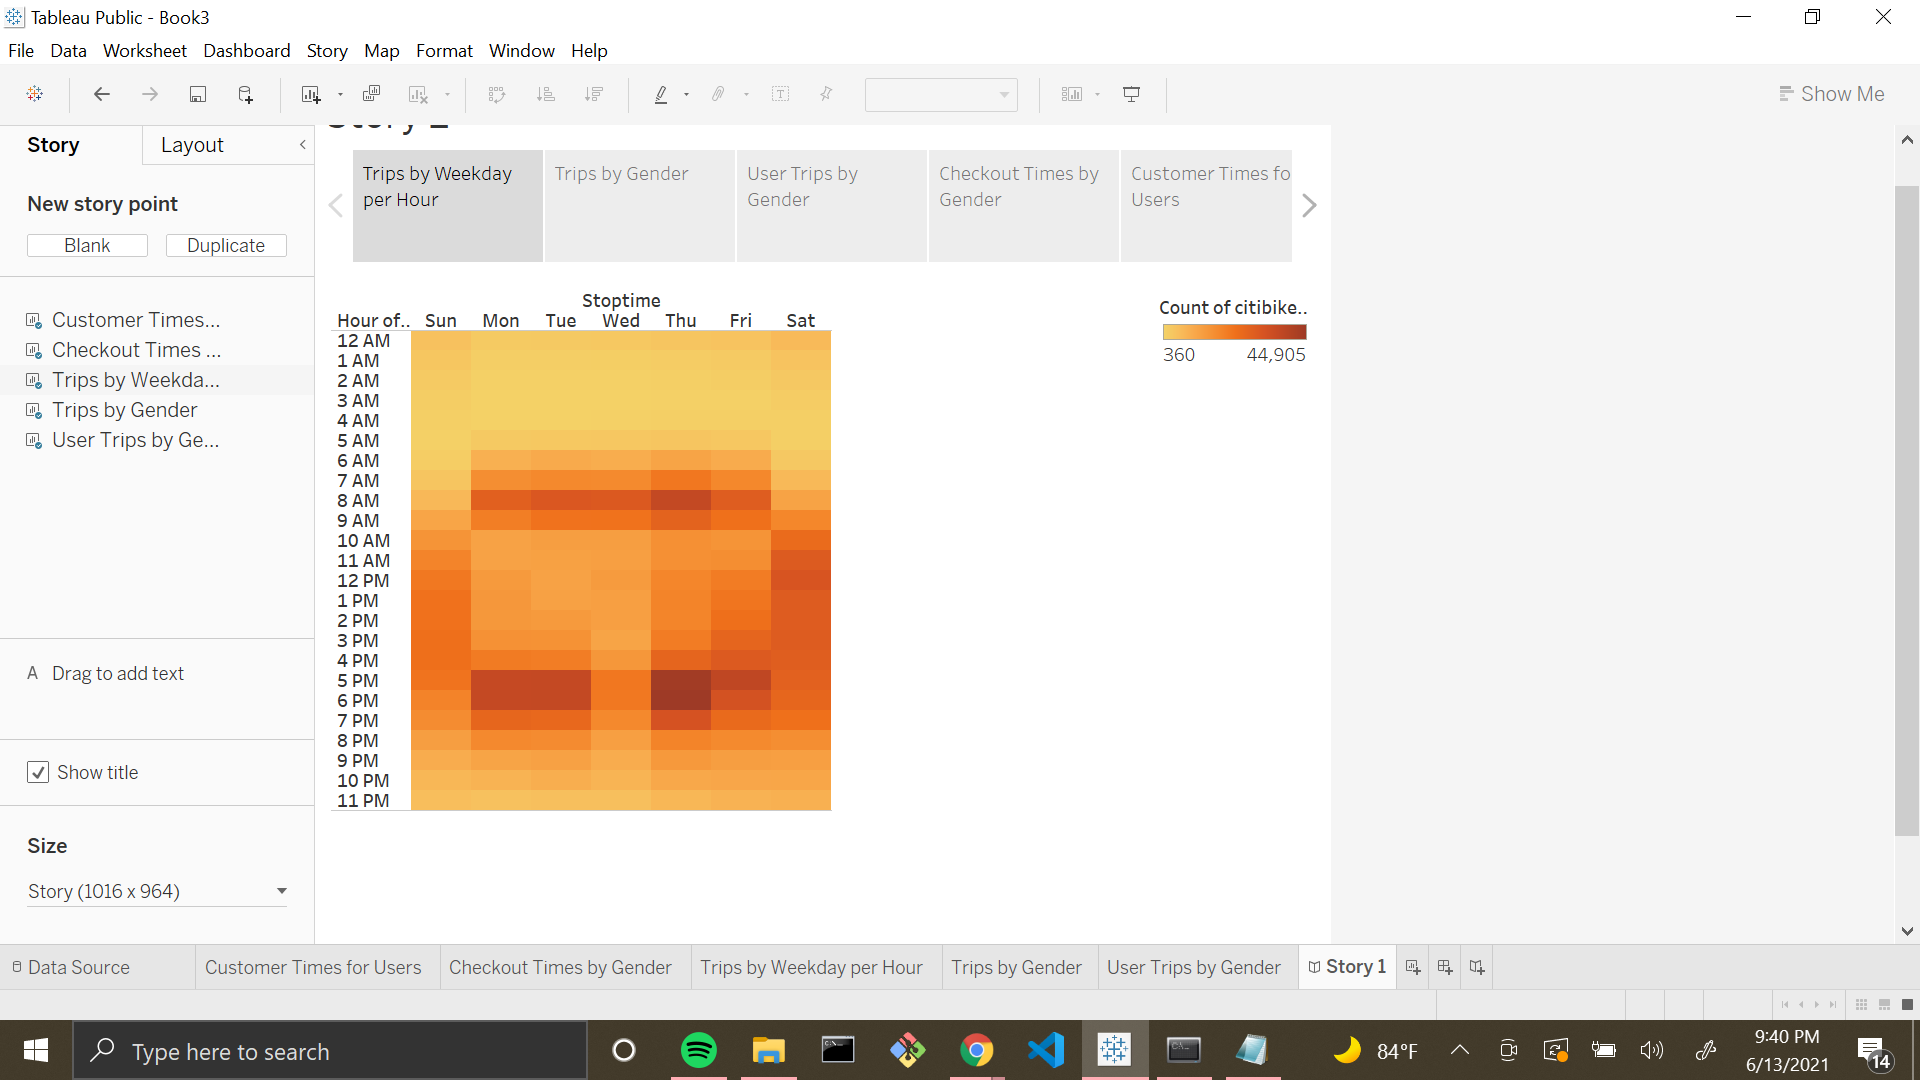 Tableau Public - Book3
File Data Worksheet Dashboard Story Map Format Window Help
Show Me
Story Layout
New story point
Blank Duplicate
Customer Times...
Checkout Times ...
Trips by Weekda...
Trips by Gender
User Trips by Ge...
A Drag to add text
Show title
Size
Story (1016 x 964)
Trips by Weekday
per Hour
Trips by Gender
User Trips by
Gender
Checkout Times by
Gender
Customer Times fo
Users
Stoptime
Hour of.. Sun Mon Tue Wed Thu Fri Sat
12 AM
1 AM
2 AM
3 AM
4 AM
5 AM
6 AM
7 AM
8 AM
9 AM
10 AM
11 AM
12 PM
1 PM
2 PM
3 PM
4 PM
5 PM
6 PM
7 PM
8 PM
9 PM
10 PM
11 PM
Count of citibike..
360 44,905
Data Source Customer Times for Users Checkout Times by Gender Trips by Weekday per Hour Trips by Gender User Trips by Gender Story 1
Type here to search
84°F
9:40 PM
6/13/2021
14